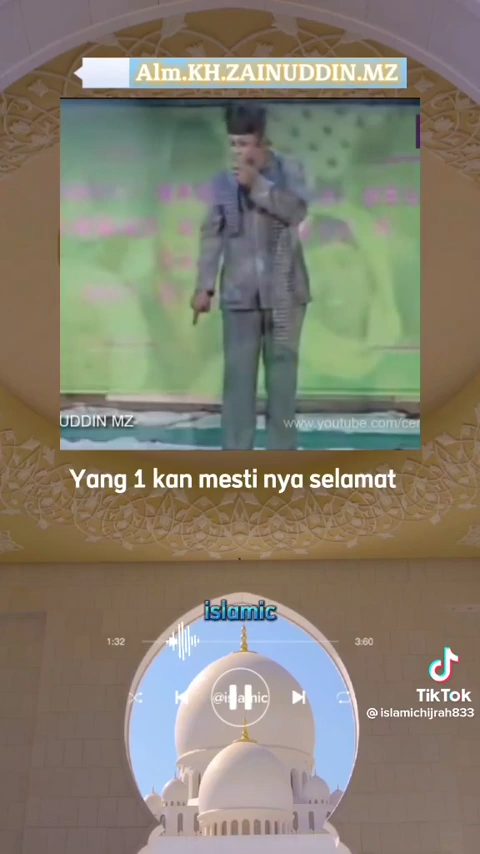 Alm.KH.ZAINUDDIN.MZ
UDDIN MZ
www.youtube.com/cer
Yang 1 kan mesti nya selamat
islamic
1:32
3:60
@islamic
TikTok
@islamichijrah833